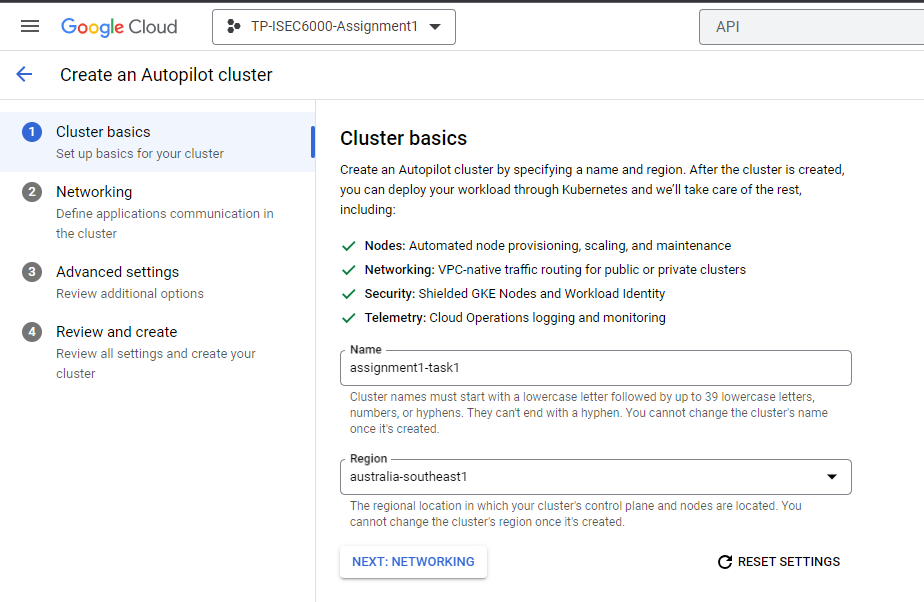 Google Cloud
TP-ISEC6000-Assignment1
API
Create an Autopilot cluster
1
Cluster basics
Set up basics for your cluster
2
Networking
Define applications communication in
the cluster
3
Advanced settings
Review additional options
4
Review and create
Review all settings and create your
cluster
Cluster basics
Create an Autopilot cluster by specifying a name and region. After the cluster is created,
you can deploy your workload through Kubernetes and we’ll take care of the rest,
including:
Nodes: Automated node provisioning, scaling, and maintenance
Networking: VPC-native traffic routing for public or private clusters
Security: Shielded GKE Nodes and Workload Identity
Telemetry: Cloud Operations logging and monitoring
Name
assignment1-task1
Cluster names must start with a lowercase letter followed by up to 39 lowercase letters,
numbers, or hyphens. They can't end with a hyphen. You cannot change the cluster's name
once it's created.
Region
australia-southeast1
The regional location in which your cluster's control plane and nodes are located. You
cannot change the cluster's region once it's created.
NEXT: NETWORKING
RESET SETTINGS